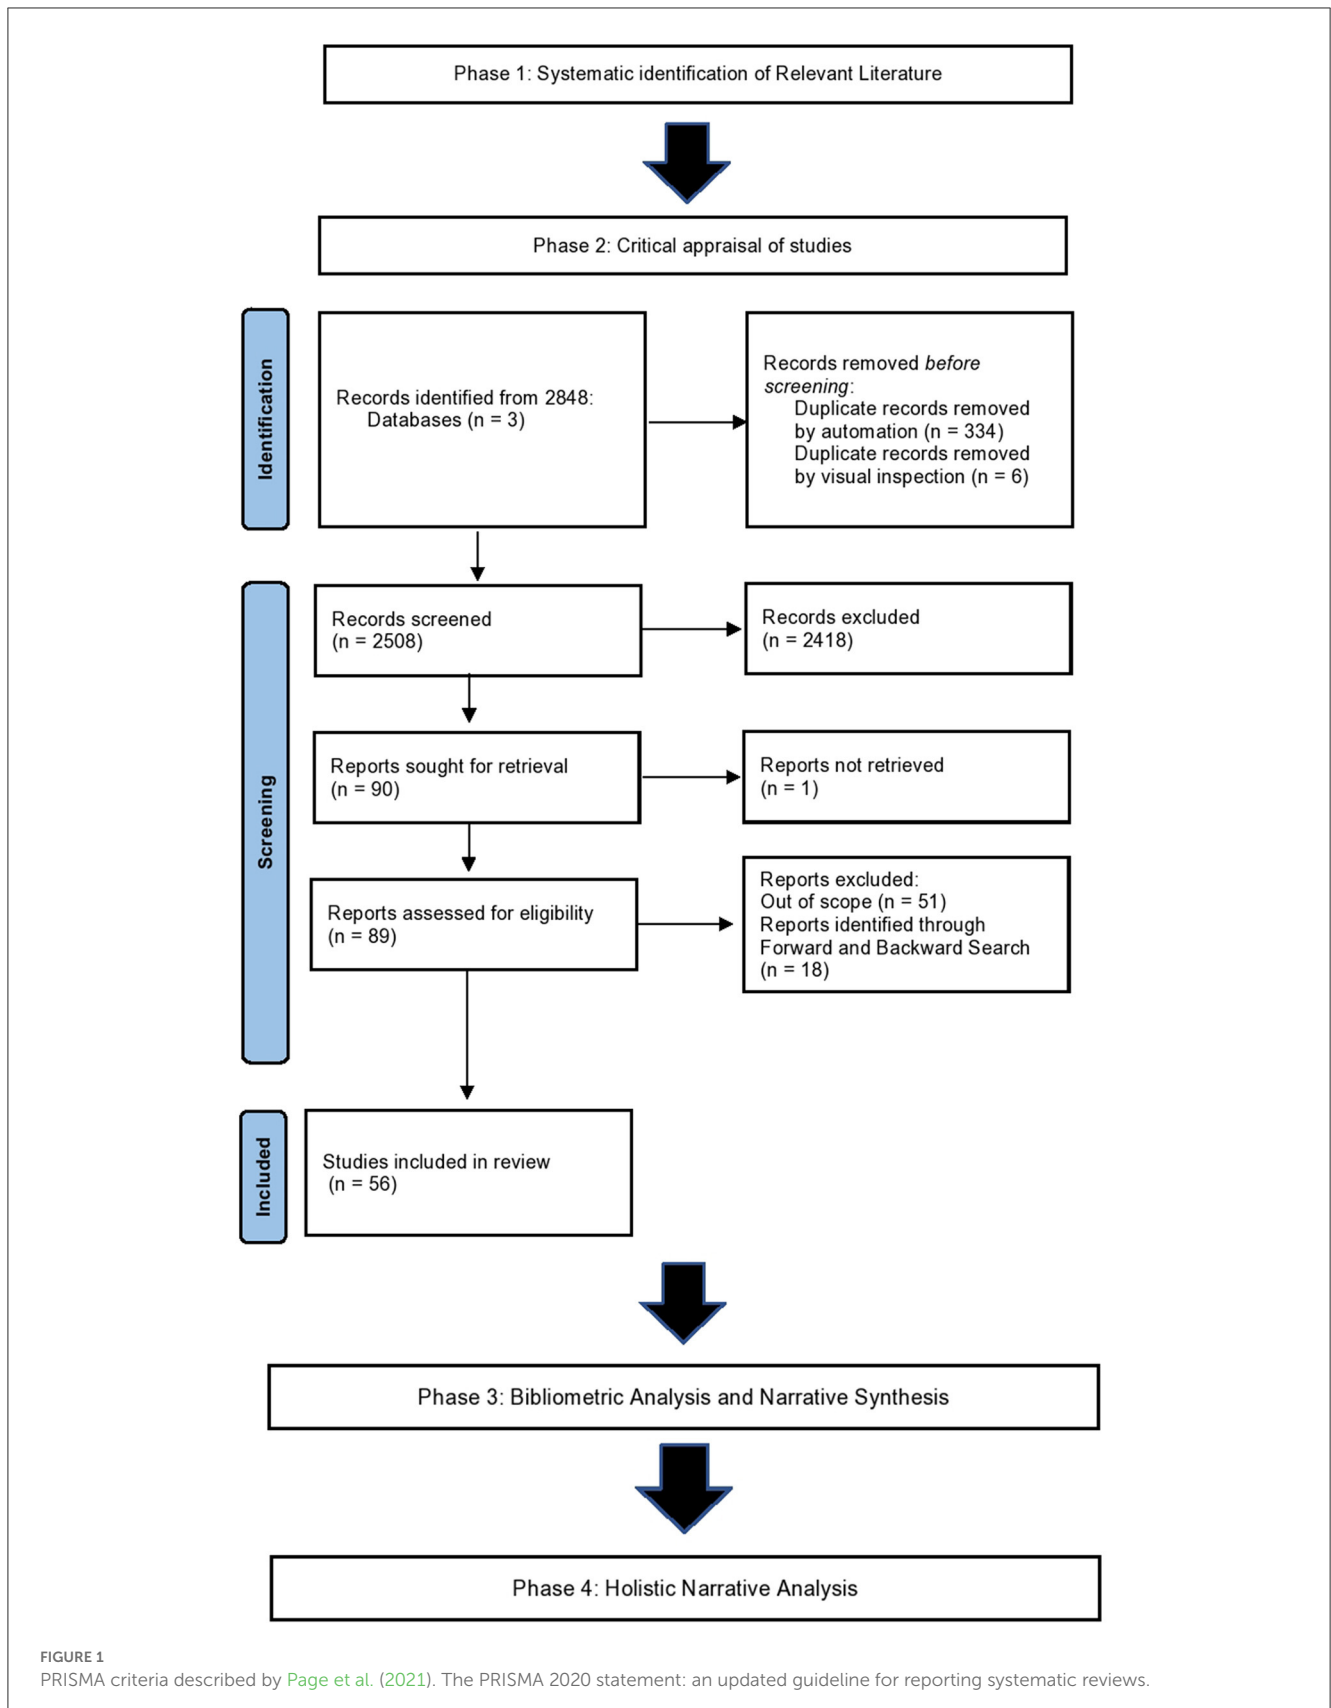 Phase 1: Systematic identification of Relevant Literature
Phase 2: Critical appraisal of studies
Identification
Records identified from 2848:
Databases (n = 3)
Records removed before
screening:
Duplicate records removed
by automation (n = 334)
Duplicate records removed
by visual inspection (n = 6)
Screening
Records screened
(n = 2508)
Records excluded
(n = 2418)
Reports sought for retrieval
(n = 90)
Reports not retrieved
(n = 1)
Reports assessed for eligibility
(n = 89)
Reports excluded:
Out of scope (n = 51)
Reports identified through
Forward and Backward Search
(n = 18)
Included
Studies included in review
(n = 56)
Phase 3: Bibliometric Analysis and Narrative Synthesis
Phase 4: Holistic Narrative Analysis
FIGURE 1
PRISMA criteria described by Page et al. (2021). The PRISMA 2020 statement: an updated guideline for reporting systematic reviews.